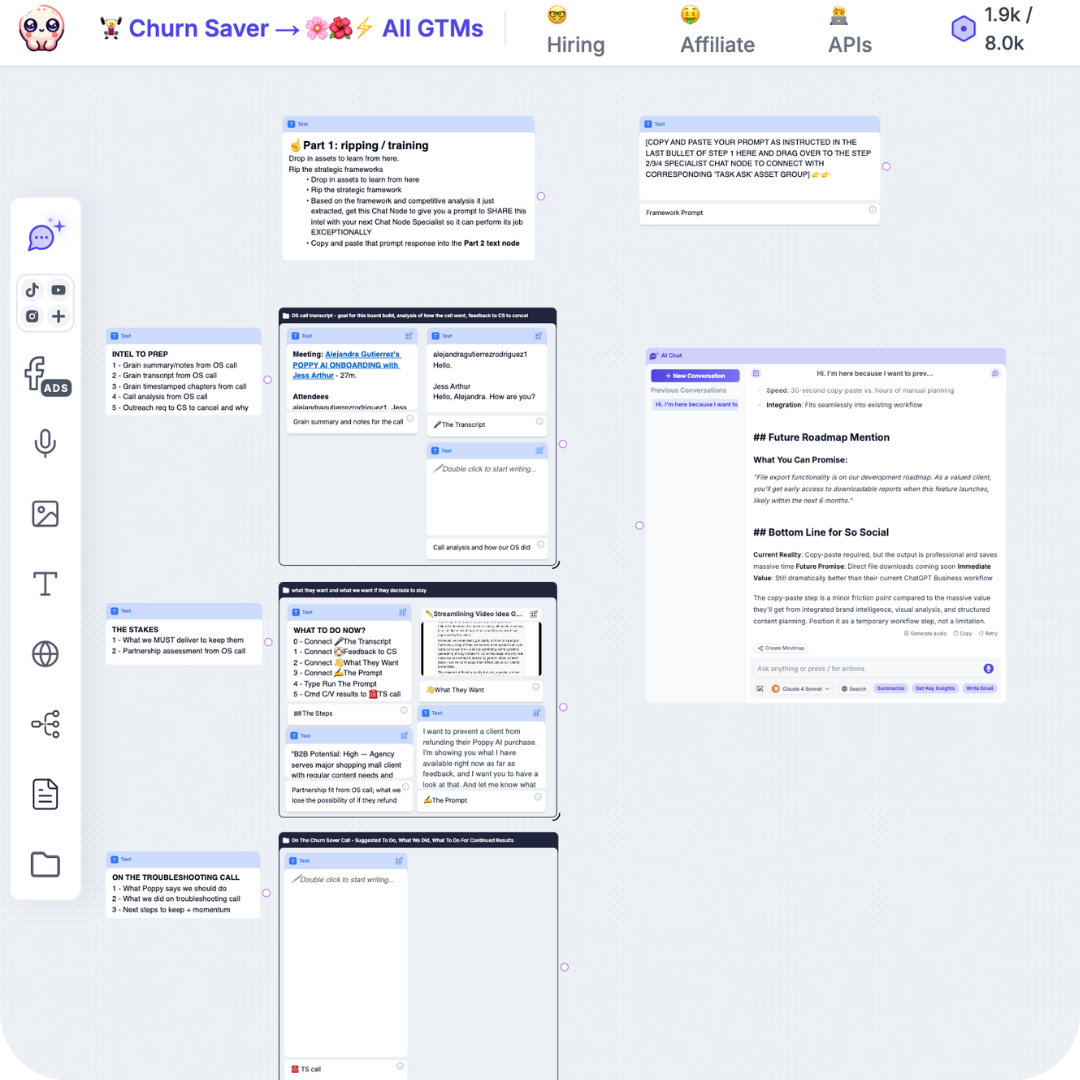 Churn Saver → All GTMs
Hiring
Affiliate
APIs
1.9k /
8.0k
Text
Part 1: ripping / training
Drop in assets to learn from here.
Rip the strategic frameworks
• Drop in assets to learn from here
• Rip the strategic framework
• Based on the framework and competitive analysis it just
extracted, get this Chat Node to give you a prompt to SHARE this
intel with your next Chat Node Specialist so it can perform its job
EXCEPTIONALLY
• Copy and paste that prompt response into the Part 2 text node
Text
[COPY AND PASTE YOUR PROMPT AS INSTRUCTED IN THE
LAST BULLET OF STEP 1 HERE AND DRAG OVER TO THE STEP
2/3/4 SPECIALIST CHAT NODE TO CONNECT WITH
CORRESPONDING 'TASK ASK' ASSET GROUP]
Framework Prompt
ADS
Text
INTEL TO PREP
1 - Grain summary/notes from OS call
2 - Grain transcript from OS call
3 - Grain timestamped chapters from call
4 - Call analysis from OS call
5 - Outreach req to CS to cancel and why
OS call transcript - goal for this board build, analysis of how the call went, feedback to CS to cancel
Text
Meeting: Alejandra Gutierrez's
POPPY AI ONBOARDING with
Jess Arthur - 27m.
Attendees
alejandragutierrezrodriguez1, Jess
Grain summary and notes for the call
Text
alejandragutierrezrodriguez1
Hello.
Jess Arthur
Hello, Alejandra. How are you?
The Transcript
Text
Double click to start writing...
Call analysis and how our OS did
AI Chat
+ New Conversation
Previous Conversations
Hi. I'm here because I want to
Hi. I'm here because I want to prev...
Speed: 30-second copy-paste vs. hours of manual planning
Integration: Fits seamlessly into existing workflow
## Future Roadmap Mention
What You Can Promise:
"File export functionality is on our development roadmap. As a valued client,
you'll get early access to downloadable reports when this feature launches,
likely within the next 6 months."
## Bottom Line for So Social
Current Reality: Copy-paste required, but the output is professional and saves
massive time Future Promise: Direct file downloads coming soon Immediate
Value: Still dramatically better than their current ChatGPT Business workflow
The copy-paste step is a minor friction point compared to the massive value
they'll get from integrated brand intelligence, visual analysis, and structured
content planning. Position it as a temporary workflow step, not a limitation.
Generate audio Copy Retry
Create Mindmap
Ask anything or press / for actions
Claude 4 Sonnet Search Summarize Get Key Insights Write Email
Text
THE STAKES
1 - What we MUST deliver to keep them
2 - Partnership assessment from OS call
what they want and what we want if they decisde to stay
Text
WHAT TO DO NOW?
0 - Connect The Transcript
1 - Connect Feedback to CS
2 - Connect What They Want
3 - Connect The Prompt
4 - Type Run The Prompt
5 - Cmd C/V results to TS call
The Steps
Streamlining Video Idea G...
What They Want
Text
"B2B Potential: High — Agency
serves major shopping mall client
with regular content needs and
Partnership fit from OS call; what we
lose the possibility of if they refund
Text
I want to prevent a client from
refunding their Poppy AI purchase.
I'm showing you what I have
available right now as far as
feedback, and I want you to have a
look at that. And let me know what
The Prompt
Text
ON THE TROUBLESHOOTING CALL
1 - What Poppy says we should do
2 - What we did on troubleshooting call
3 - Next steps to keep + momentum
On The Churn Saver Call - Suggested To Do, What We Did, What To Do For Continued Results
Text
Double click to start writing...
TS call